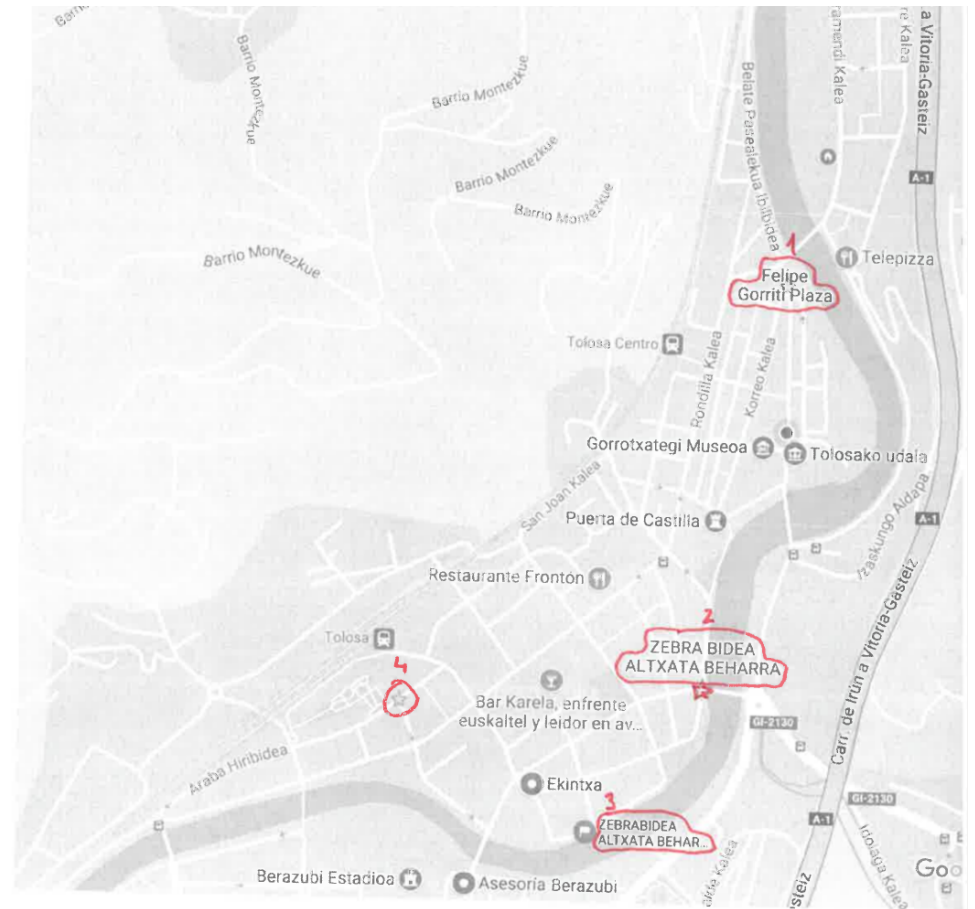 Barrio Montezkue
Barrio Montezkue
Barrio Montezkue
Barrio Montezkue
Barrio Montezkue
Belate Pasealekua Ibilbidea
a Vitoria-Gasteiz
A-1
1
Telepizza
Felipe
Gorriti Plaza
Tolosa Centro
Rondilla Kalea
Korreo Kalea
Gorrotxategi Museoa
Tolosako udala
San Joan Kalea
Puerta de Castilla
A-1
Izaskungo Aldapa
Restaurante Frontón
2
ZEBRA BIDEA
ALTXATA BEHARRA
Tolosa
4
Bar Karela, enfrente
euskaltel y leidor en av...
GI-2130
Carr. de Irún a Vitoria-Gasteiz
Araba Hiribidea
Ekintxa
3
ZEBRABIDEA
ALTXATA BEHAR...
GI-2130
A-1
Idolaga Kalea
Berazubi Estadioa
Asesoría Berazubi
Goo